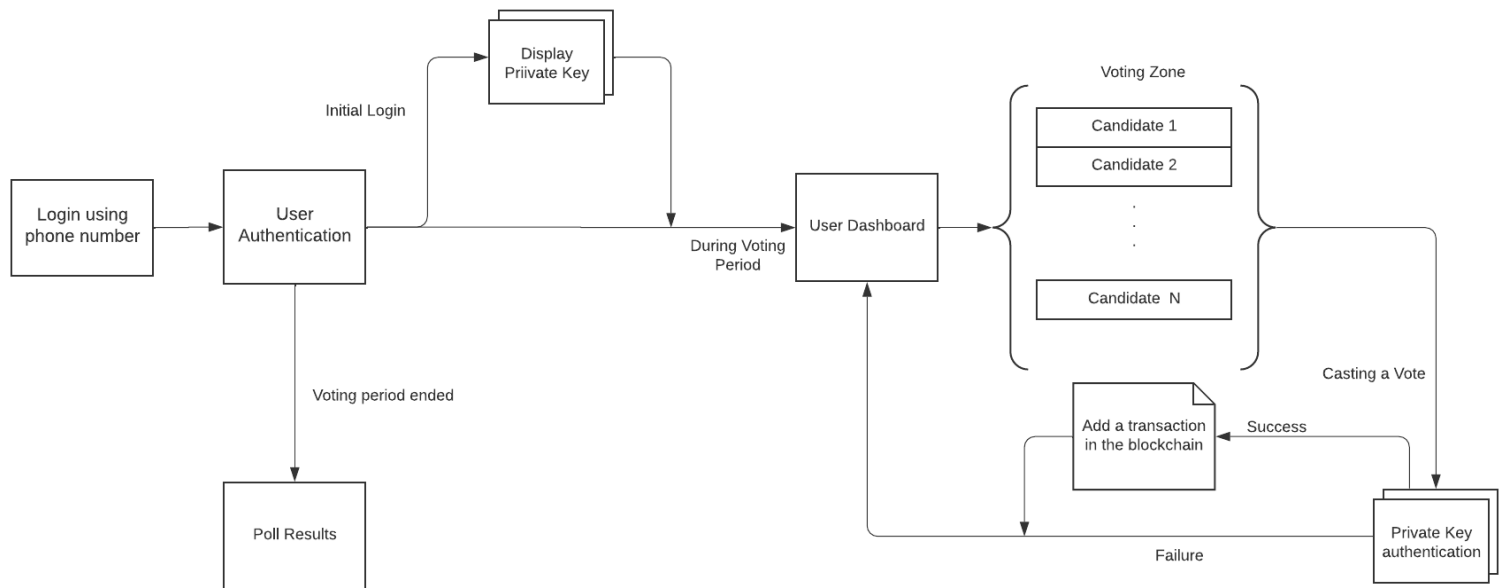 Display
Priivate Key
Initial Login
Login using
phone number
User
Authentication
During Voting
Period
User Dashboard
Voting Zone
Candidate 1
Candidate 2
.
.
.
Candidate N
Casting a Vote
Voting period ended
Add a transaction
in the blockchain
Success
Poll Results
Private Key
authentication
Failure